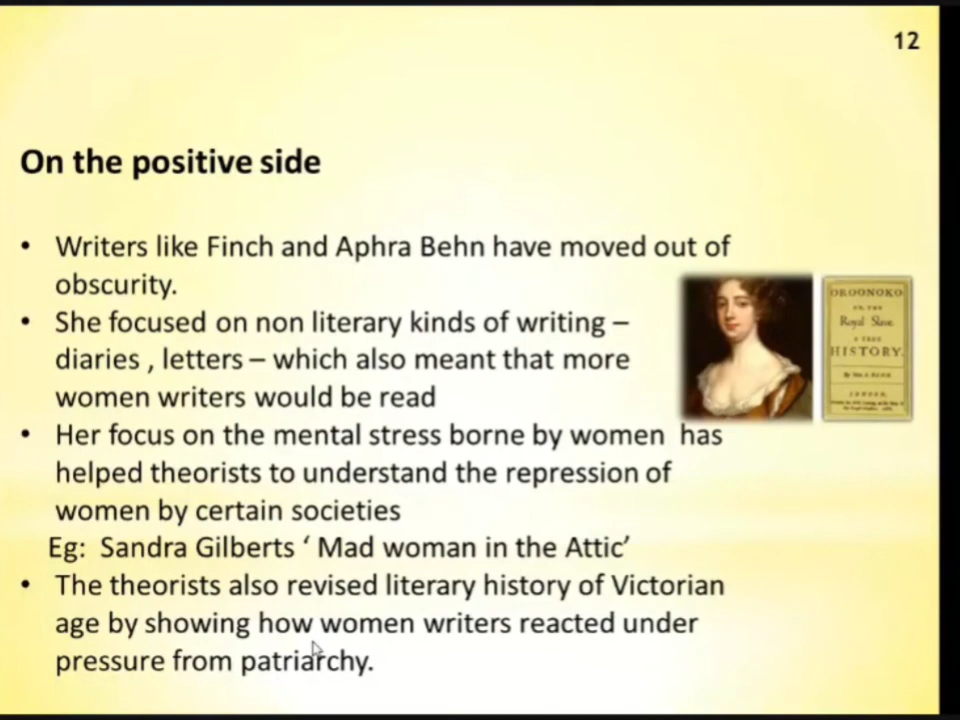 12
On the positive side
• Writers like Finch and Aphra Behn have moved out of
obscurity.
• She focused on non literary kinds of writing –
diaries , letters – which also meant that more
women writers would be read
• Her focus on the mental stress borne by women has
helped theorists to understand the repression of
women by certain societies
Eg: Sandra Gilberts ‘ Mad woman in the Attic’
• The theorists also revised literary history of Victorian
age by showing how women writers reacted under
pressure from patriarchy.
OROONOKO
OR, THE
Royal Slave.
A TRUE
HISTORY.
LONDON,